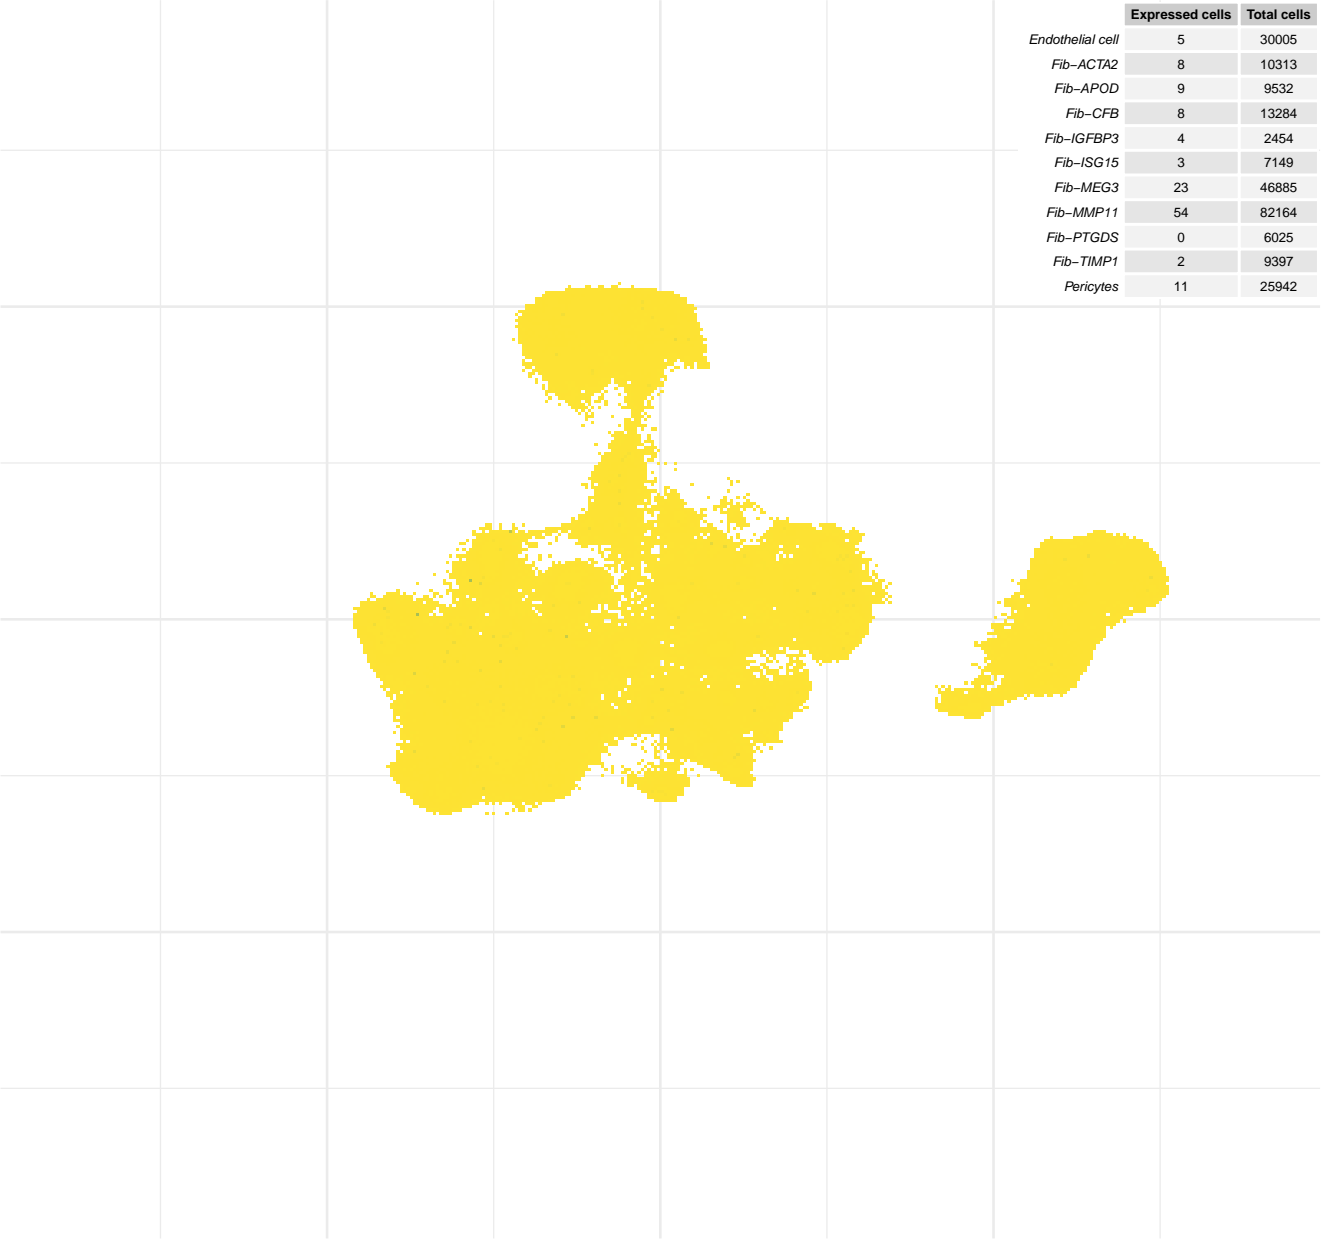 Expressed cells Total cells
Endothelial cell 5 30005
Fib−ACTA2 8 10313
Fib−APOD 9 9532
Fib−CFB 8 13284
Fib−IGFBP3 4 2454
Fib−ISG15 3 7149
Fib−MEG3 23 46885
Fib−MMP11 54 82164
Fib−PTGDS 0 6025
Fib−TIMP1 2 9397
Pericytes 11 25942